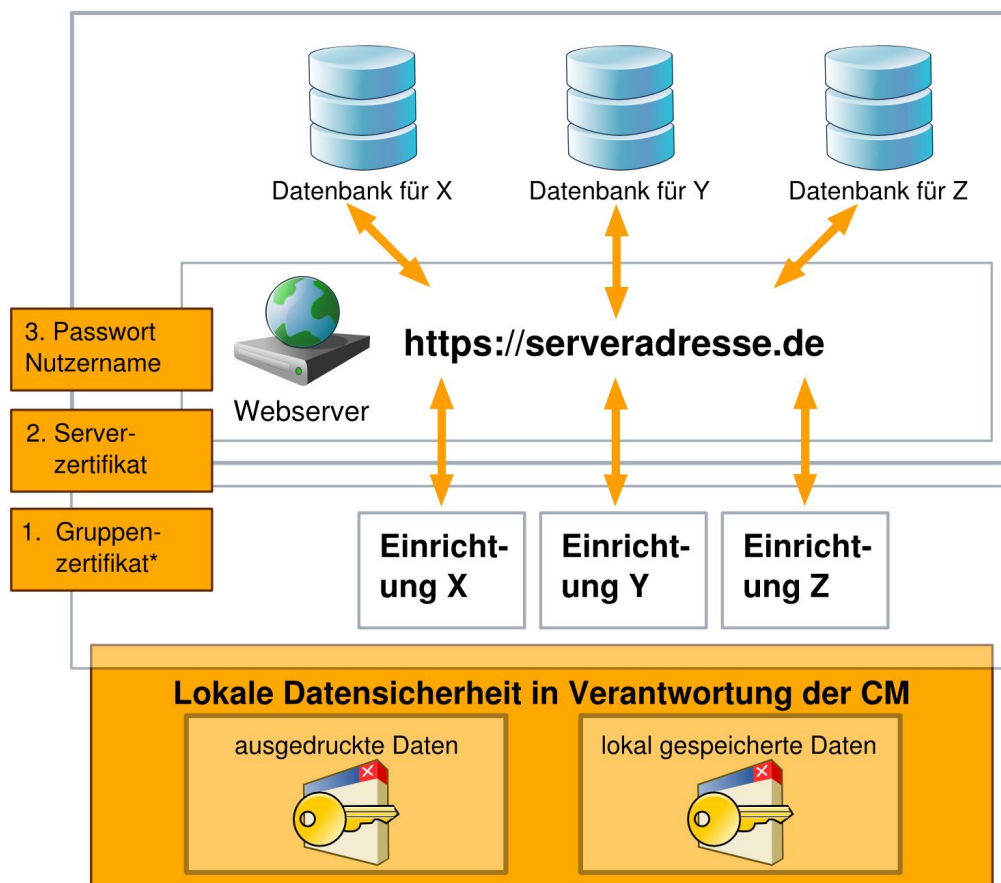 Datenbank für X
Datenbank für Y
Datenbank für Z
3. Passwort
Nutzername
https://serveradresse.de
Webserver
2. Server-
zertifikat
1. Gruppen-
zertifikat*
Einricht-
ung X
Einricht-
ung Y
Einricht-
ung Z
Lokale Datensicherheit in Verantwortung der CM
ausgedruckte Daten
lokal gespeicherte Daten